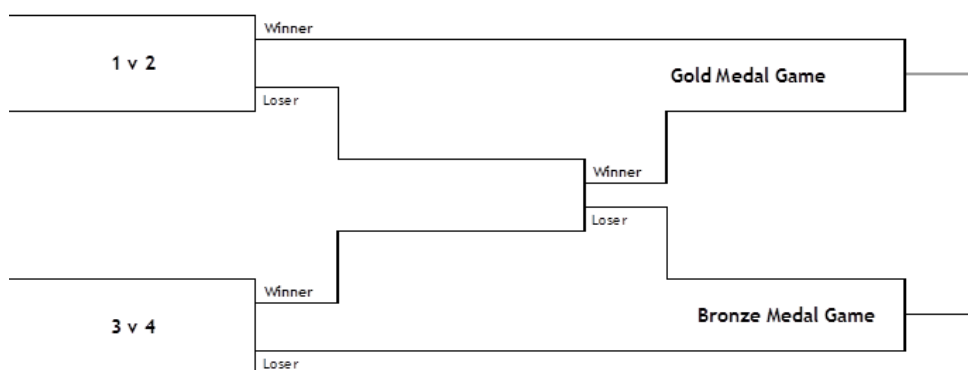 Winner
1 v 2
Gold Medal Game
Loser
Winner
Loser
Winner
3 v 4
Bronze Medal Game
Loser